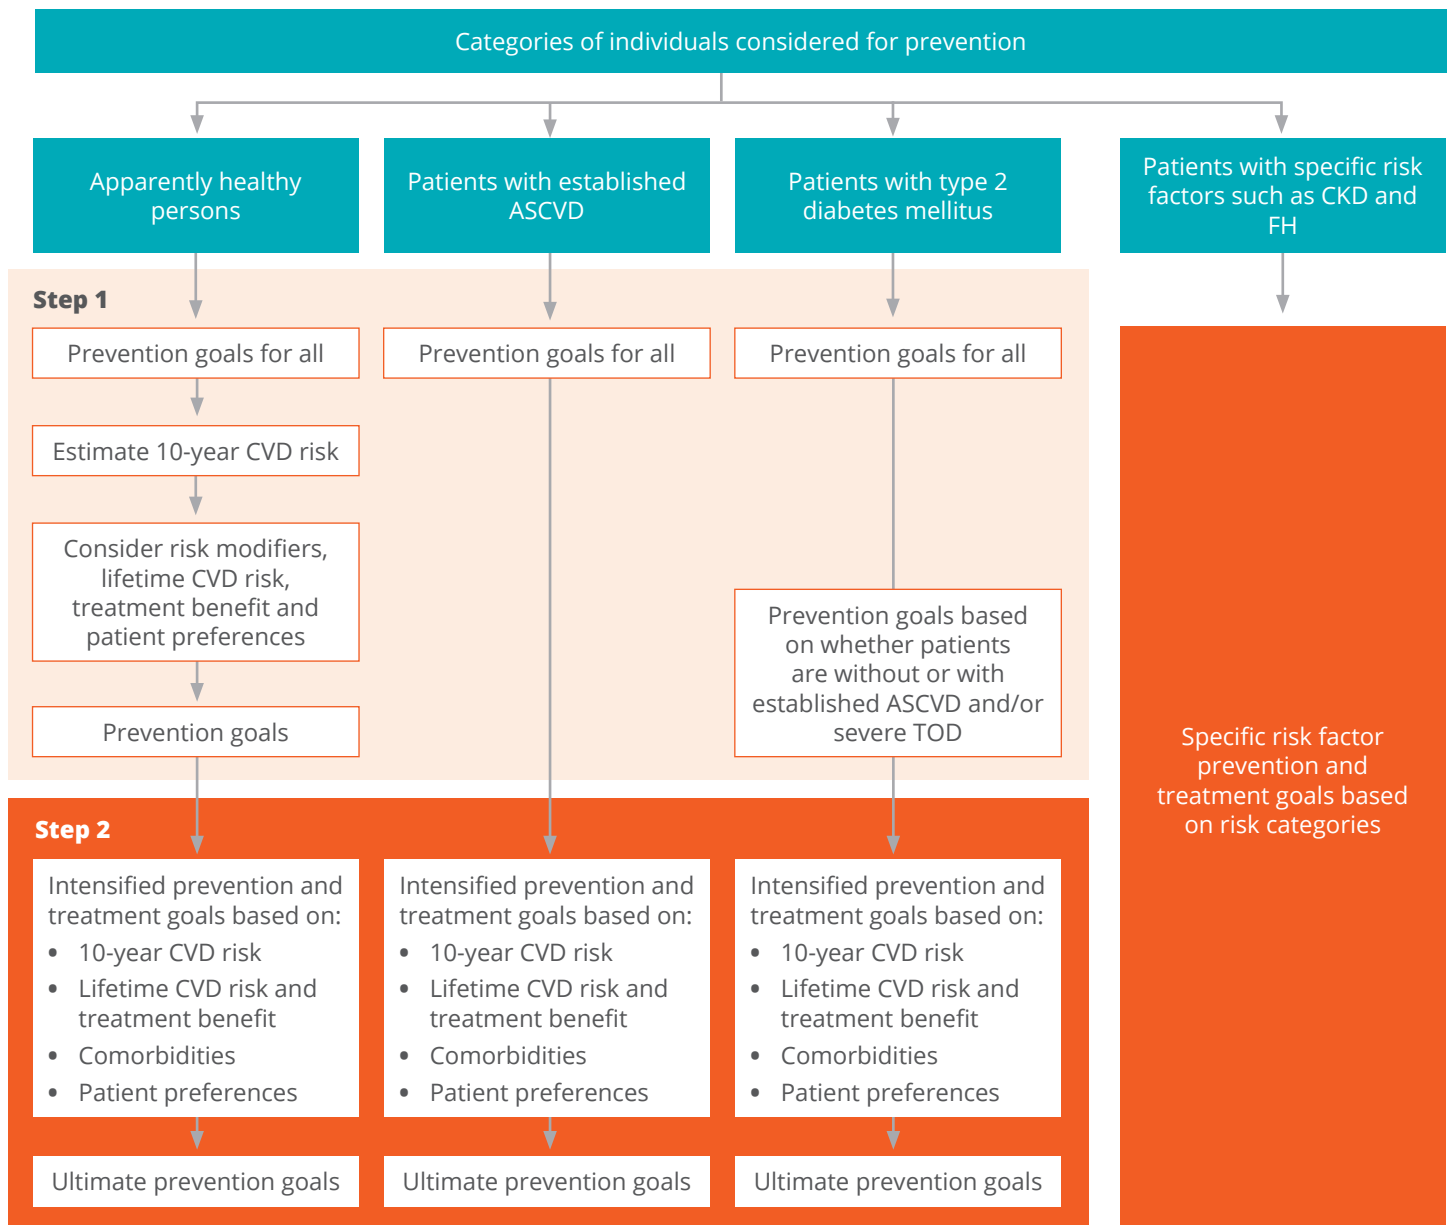 Categories of individuals considered for prevention
Apparently healthy
persons
Patients with established
ASCVD
Patients with type 2
diabetes mellitus
Patients with specific risk
factors such as CKD and
FH
Step 1
Prevention goals for all
Estimate 10-year CVD risk
Consider risk modifiers,
lifetime CVD risk,
treatment benefit and
patient preferences
Prevention goals
Prevention goals for all
Prevention goals for all
Prevention goals based
on whether patients
are without or with
established ASCVD and/or
severe TOD
Step 2
Intensified prevention and
treatment goals based on:
• 10-year CVD risk
• Lifetime CVD risk and
treatment benefit
• Comorbidities
• Patient preferences
Ultimate prevention goals
Intensified prevention and
treatment goals based on:
• 10-year CVD risk
• Lifetime CVD risk and
treatment benefit
• Comorbidities
• Patient preferences
Ultimate prevention goals
Intensified prevention and
treatment goals based on:
• 10-year CVD risk
• Lifetime CVD risk and
treatment benefit
• Comorbidities
• Patient preferences
Ultimate prevention goals
Specific risk factor
prevention and
treatment goals based
on risk categories